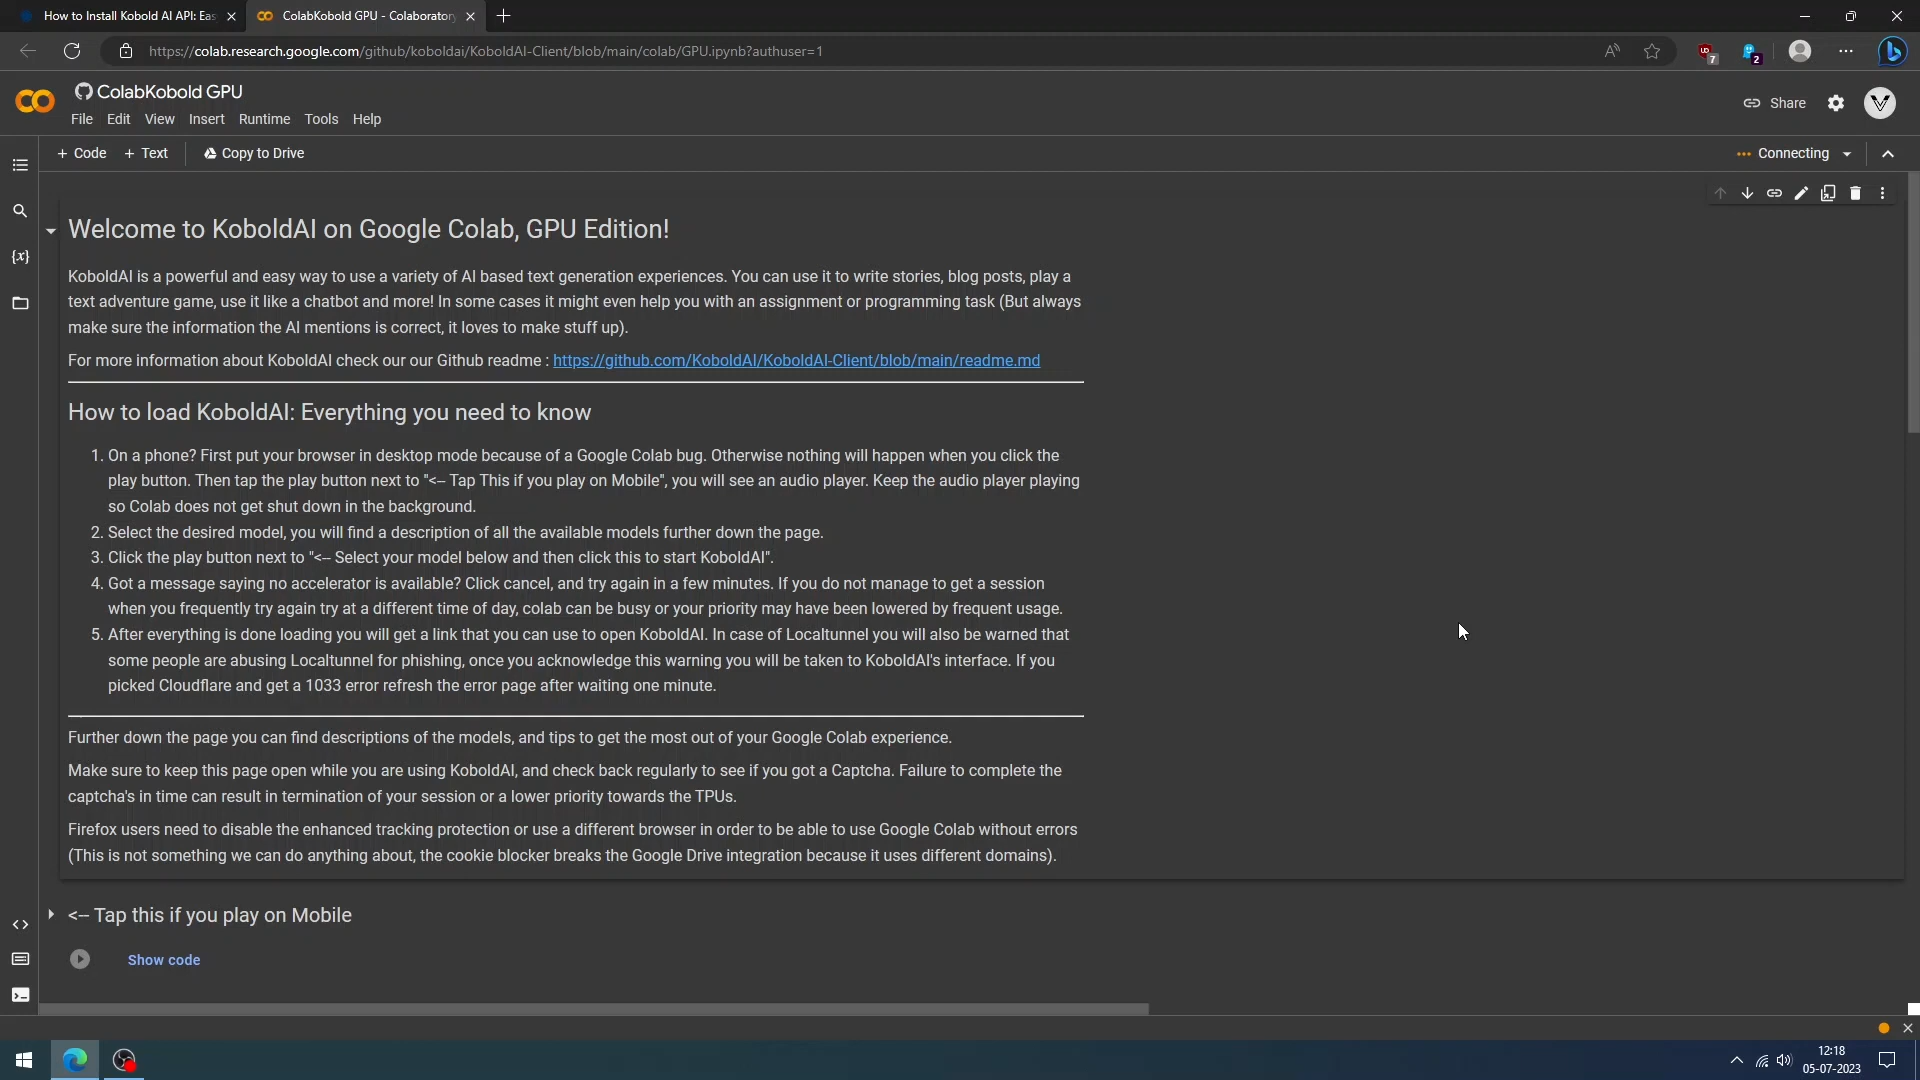 How to Install Kobold AI API: Eas
ColabKobold GPU - Colaboratory
https://colab.research.google.com/github/koboldai/KoboldAI-Client/blob/main/colab/GPU.ipynb?authuser=1
7
2
ColabKobold GPU
File Edit View Insert Runtime Tools Help
Share
+ Code + Text Copy to Drive
Connecting
Welcome to KoboldAI on Google Colab, GPU Edition!
KoboldAI is a powerful and easy way to use a variety of AI based text generation experiences. You can use it to write stories, blog posts, play a
text adventure game, use it like a chatbot and more! In some cases it might even help you with an assignment or programming task (But always
make sure the information the AI mentions is correct, it loves to make stuff up).
For more information about KoboldAI check our our Github readme : https://github.com/KoboldAI/KoboldAI-Client/blob/main/readme.md
How to load KoboldAI: Everything you need to know
1. On a phone? First put your browser in desktop mode because of a Google Colab bug. Otherwise nothing will happen when you click the
play button. Then tap the play button next to "<-- Tap This if you play on Mobile", you will see an audio player. Keep the audio player playing
so Colab does not get shut down in the background.
2. Select the desired model, you will find a description of all the available models further down the page.
3. Click the play button next to "<-- Select your model below and then click this to start KoboldAI".
4. Got a message saying no accelerator is available? Click cancel, and try again in a few minutes. If you do not manage to get a session
when you frequently try again try at a different time of day, colab can be busy or your priority may have been lowered by frequent usage.
5. After everything is done loading you will get a link that you can use to open KoboldAI. In case of Localtunnel you will also be warned that
some people are abusing Localtunnel for phishing, once you acknowledge this warning you will be taken to KoboldAI's interface. If you
picked Cloudflare and get a 1033 error refresh the error page after waiting one minute.
Further down the page you can find descriptions of the models, and tips to get the most out of your Google Colab experience.
Make sure to keep this page open while you are using KoboldAI, and check back regularly to see if you got a Captcha. Failure to complete the
captcha's in time can result in termination of your session or a lower priority towards the TPUs.
Firefox users need to disable the enhanced tracking protection or use a different browser in order to be able to use Google Colab without errors
(This is not something we can do anything about, the cookie blocker breaks the Google Drive integration because it uses different domains).
<-- Tap this if you play on Mobile
Show code
12:18
05-07-2023